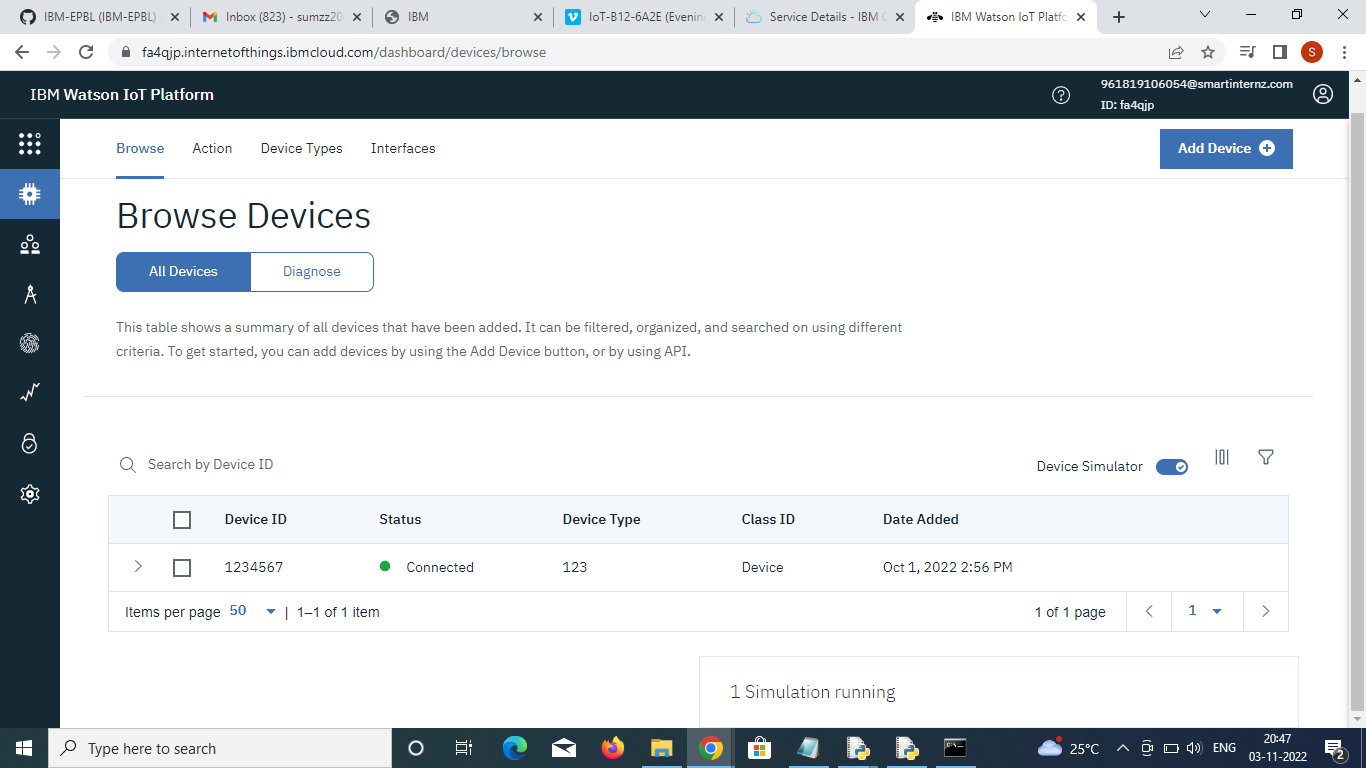 IBM-EPBL (IBM-EPBL)
Inbox (823) - sumzz20
IBM
IoT-B12-6A2E (Evening
Service Details - IBM C
IBM Watson IoT Platfo
fa4qjp.internetofthings.ibmcloud.com/dashboard/devices/browse
S
IBM Watson IoT Platform
961819106054@smartinternz.com
ID: fa4qjp
Browse
Action
Device Types
Interfaces
Add Device
Browse Devices
All Devices
Diagnose
This table shows a summary of all devices that have been added. It can be filtered, organized, and searched on using different
criteria. To get started, you can add devices by using the Add Device button, or by using API.
Search by Device ID
Device Simulator
Device ID Status Device Type Class ID Date Added
1234567 Connected 123 Device Oct 1, 2022 2:56 PM
Items per page 50 | 1–1 of 1 item
1 of 1 page
1
1 Simulation running
Type here to search
25°C
ENG
20:47
03-11-2022
2